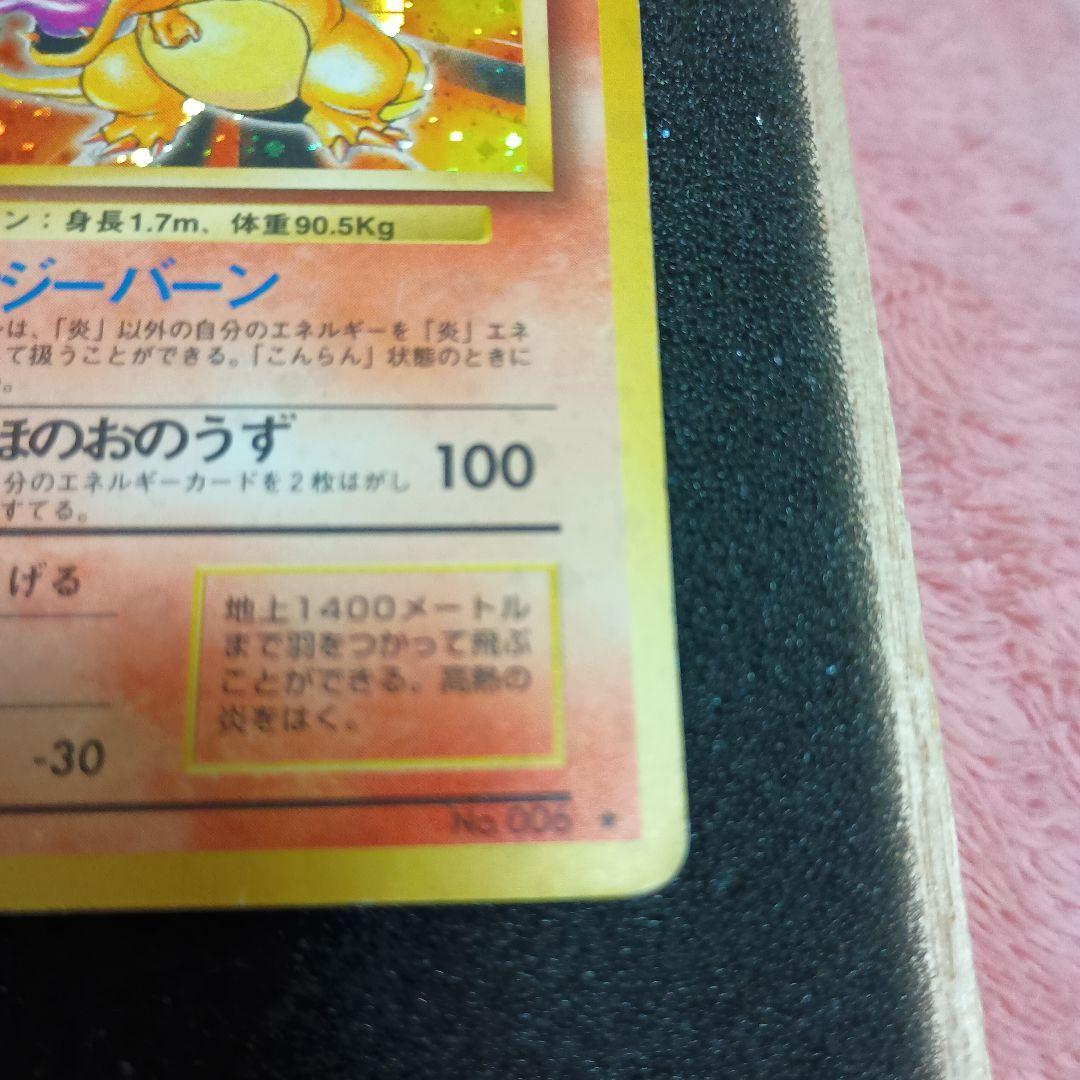 ン：身長1.7m、体重90.5Kg
ジーバーン
は、「炎」以外の自分のエネルギーを「炎」エネ
て扱うことができる。「こんらん」状態のときに
。
ほのおのうず
100
分のエネルギーカードを２枚はがし
すてる。
げる
地上1400メートル
まで羽をつかって飛ぶ
ことができる。高熱の
炎をはく。
-30
No. 006 ★